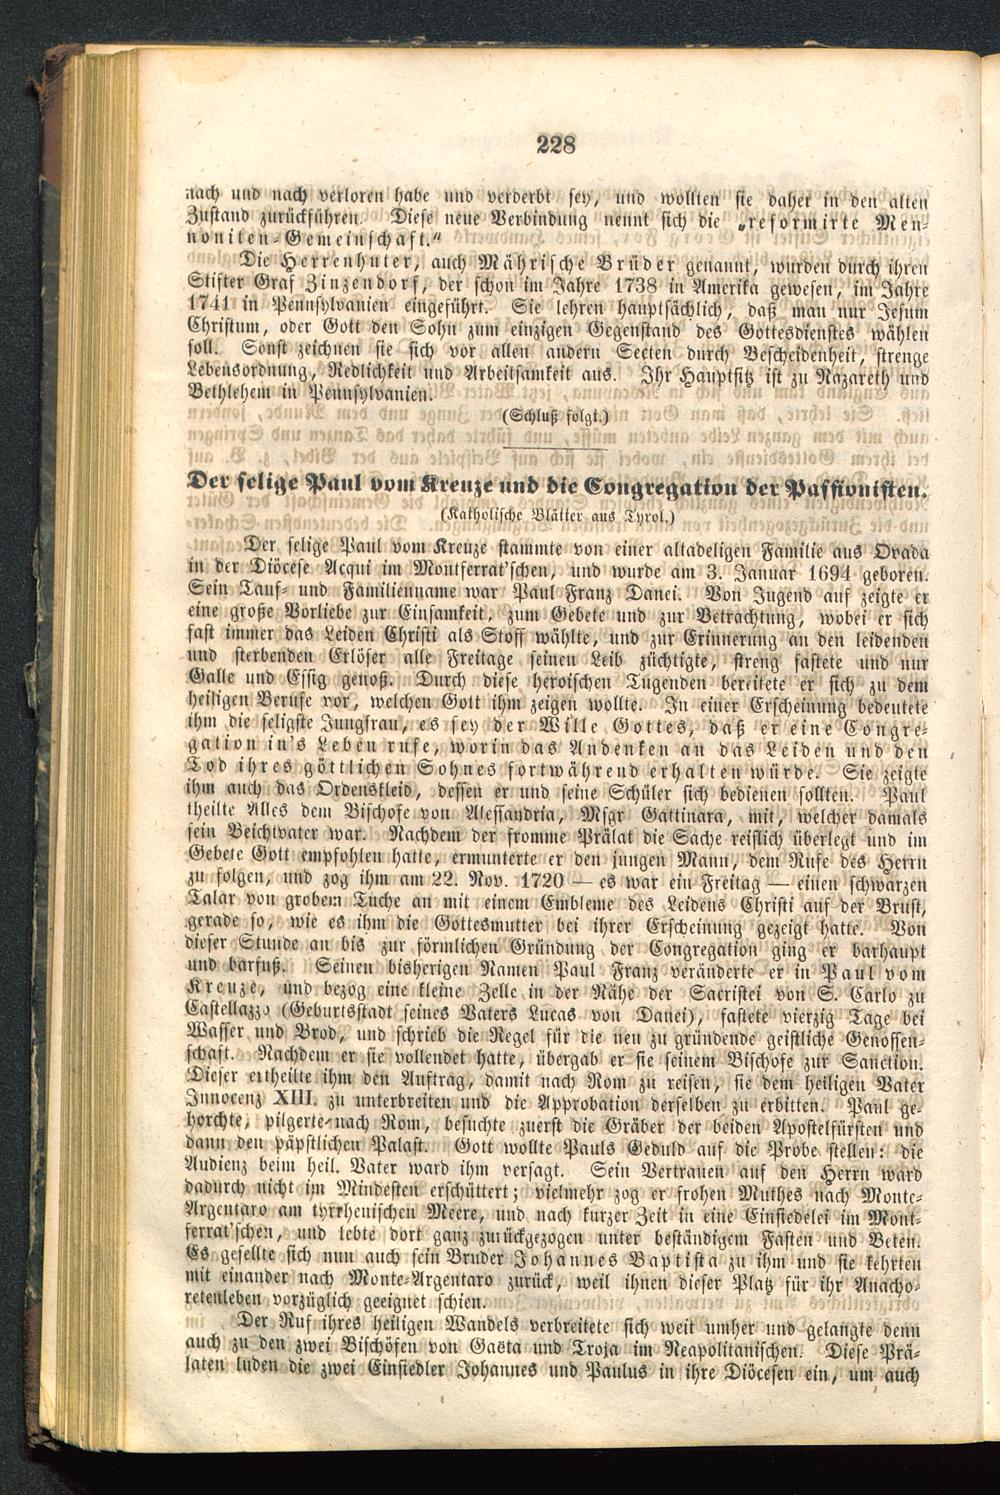 228
nach und nach verloren habe und verderbt sey, und wollten sie daher in den alten
Zustand zurückführen. Diese neue Verbindung nennt sich die „reformirte Men-
noniten-Gemeinschaft.“
Die Herrenhuter, auch Mährische Brüder genannt, wurden durch ihren
Stifter Graf Zinzendorf, der schon im Jahre 1738 in Amerika gewesen, im Jahre
1741 in Pennsylvanien eingeführt. Sie lehren hauptsächlich, daß man nur Jesum
Christum, oder Gott den Sohn zum einzigen Gegenstand des Gottesdienstes wählen
soll. Sonst zeichnen sie sich vor allen andern Secten durch Bescheidenheit, strenge
Lebensordnung, Redlichkeit und Arbeitsamkeit aus. Ihr Hauptsitz ist zu Nazareth und
Bethlehem in Pennsylvanien.
(Schluß folgt.)
Der selige Paul vom Kreuze und die Congregation der Passionisten.
(Katholische Blätter aus Tyrol.)
Der selige Paul vom Kreuze stammte von einer altadeligen Familie aus Ovada
in der Diöcese Acqui im Montferrat'schen, und wurde am 3. Januar 1694 geboren.
Sein Tauf- und Familienname war Paul Franz Danei. Von Jugend auf zeigte er
eine große Vorliebe zur Einsamkeit, zum Gebete und zur Betrachtung, wobei er sich
fast immer das Leiden Christi als Stoff wählte, und zur Erinnerung an den leidenden
und sterbenden Erlöser alle Freitage seinen Leib züchtigte, streng fastete und nur
Galle und Essig genoß. Durch diese heroischen Tugenden bereitete er sich zu dem
heiligen Berufe vor, welchen Gott ihm zeigen wollte. In einer Erscheinung bedeutete
ihm die seligste Jungfrau, es sey der Wille Gottes, daß er eine Congre-
gation in's Leben rufe, worin das Andenken an das Leiden und den
Tod ihres göttlichen Sohnes fortwährend erhalten würde. Sie zeigte
ihm auch das Ordenskleid, dessen er und seine Schüler sich bedienen sollten. Paul
theilte Alles dem Bischofe von Alessandria, Msgr Gattinara, mit, welcher damals
sein Beichtvater war. Nachdem der fromme Prälat die Sache reiflich überlegt und im
Gebete Gott empfohlen hatte, ermunterte er den jungen Mann, dem Rufe des Herrn
zu folgen, und zog ihm am 22. Nov. 1720 — es war ein Freitag — einen schwarzen
Talar von grobem Tuche an mit einem Embleme des Leidens Christi auf der Brust,
gerade so, wie es ihm die Gottesmutter bei ihrer Erscheinung gezeigt hatte. Von
dieser Stunde an bis zur förmlichen Gründung der Congregation ging er barhaupt
und barfuß. Seinen bisherigen Namen Paul Franz veränderte er in Paul vom
Kreuze, und bezog eine kleine Zelle in der Nähe der Sacristei von S. Carlo zu
Castellazzo (Geburtsstadt seines Vaters Lucas von Danei), fastete vierzig Tage bei
Wasser und Brod, und schrieb die Regel für die neu zu gründende geistliche Genossen-
schaft. Nachdem er sie vollendet hatte, übergab er sie seinem Bischofe zur Sanction.
Dieser ertheilte ihm den Auftrag, damit nach Rom zu reisen, sie dem heiligen Vater
Innocenz XIII. zu unterbreiten und die Approbation derselben zu erbitten. Paul ge-
horchte, pilgerte nach Rom, besuchte zuerst die Gräber der beiden Apostelfürsten und
dann den päpstlichen Palast. Gott wollte Pauls Geduld auf die Probe stellen: die
Audienz beim heil. Vater ward ihm versagt. Sein Vertrauen auf den Herrn ward
dadurch nicht im Mindesten erschüttert; vielmehr zog er frohen Muthes nach Monte-
Argentaro am tyrrhenischen Meere, und nach kurzer Zeit in eine Einsiedelei im Mont-
ferrat'schen, und lebte dort ganz zurückgezogen unter beständigem Fasten und Beten.
Es gesellte sich nun auch sein Bruder Johannes Baptista zu ihm und sie kehrten
mit einander nach Monte-Argentaro zurück, weil ihnen dieser Platz für ihr Anacho-
retenleben vorzüglich geeignet schien.
Der Ruf ihres heiligen Wandels verbreitete sich weit umher und gelangte denn
auch zu den zwei Bischöfen von Gaëta und Troja im Neapolitanischen. Diese Prä-
laten luden die zwei Einsiedler Johannes und Paulus in ihre Diöcesen ein, um auch